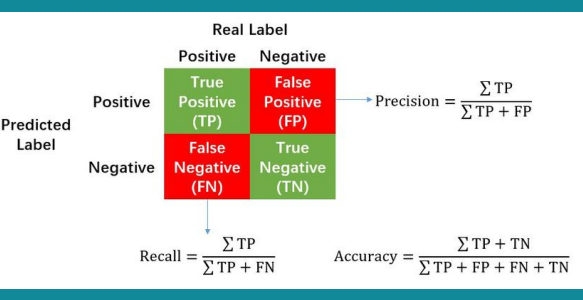 Real Label
Positive Negative
Predicted
Label
Positive
True
Positive
(TP)
False
Positive
(FP)
Precision = ∑ TP / ∑ TP + FP
Negative
False
Negative
(FN)
True
Negative
(TN)
Recall = ∑ TP / ∑ TP + FN
Accuracy = ∑ TP + TN / ∑ TP + FP + FN + TN